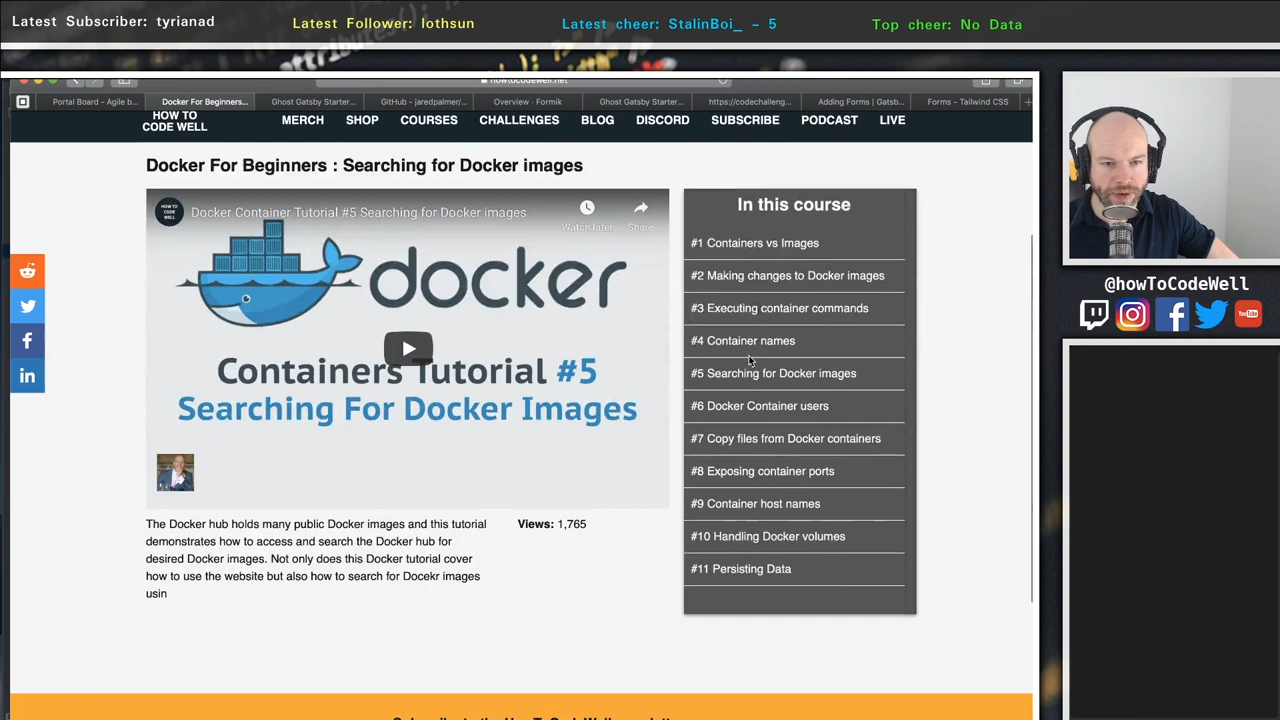 Latest Subscriber: tyrianad
Latest Follower: lothsun
Latest cheer: StalinBoi_ - 5
Top cheer: No Data
attributes();
howtocodewell.net
Portal Board - Agile b...
Docker For Beginners...
Ghost Gatsby Starter...
GitHub - jaredpalmer/...
Overview · Formik
Ghost Gatsby Starter...
https://codechalleng...
Adding Forms | Gatsb...
Forms - Tailwind CSS
HOW TO
CODE WELL
MERCH
SHOP
COURSES
CHALLENGES
BLOG
DISCORD
SUBSCRIBE
PODCAST
LIVE
Docker For Beginners : Searching for Docker images
HOW TO
CODE
WELL
Docker Container Tutorial #5 Searching for Docker images
Watch later
Share
docker
Containers Tutorial #5
Searching For Docker Images
The Docker hub holds many public Docker images and this tutorial
demonstrates how to access and search the Docker hub for
desired Docker images. Not only does this Docker tutorial cover
how to use the website but also how to search for Docekr images
usin
Views: 1,765
In this course
#1 Containers vs Images
#2 Making changes to Docker images
#3 Executing container commands
#4 Container names
#5 Searching for Docker images
#6 Docker Container users
#7 Copy files from Docker containers
#8 Exposing container ports
#9 Container host names
#10 Handling Docker volumes
#11 Persisting Data
@howToCodeWell